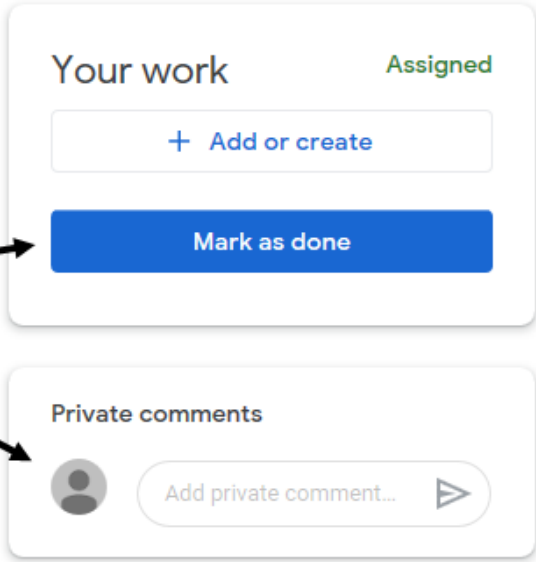 Your work
Assigned
+ Add or create
Mark as done
Private comments
Add private comment...